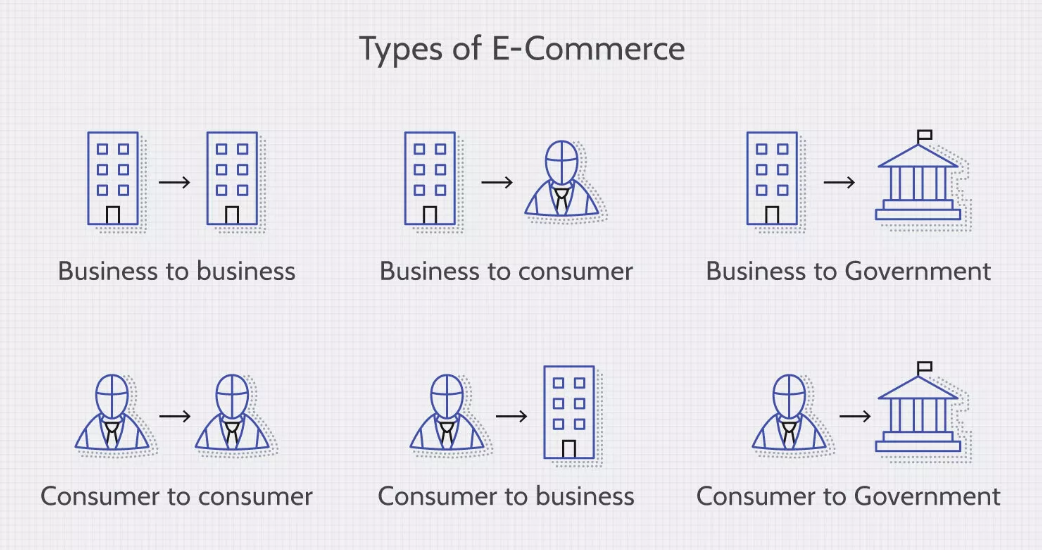 Types of E-Commerce
Business to business
Business to consumer
Business to Government
Consumer to consumer
Consumer to business
Consumer to Government